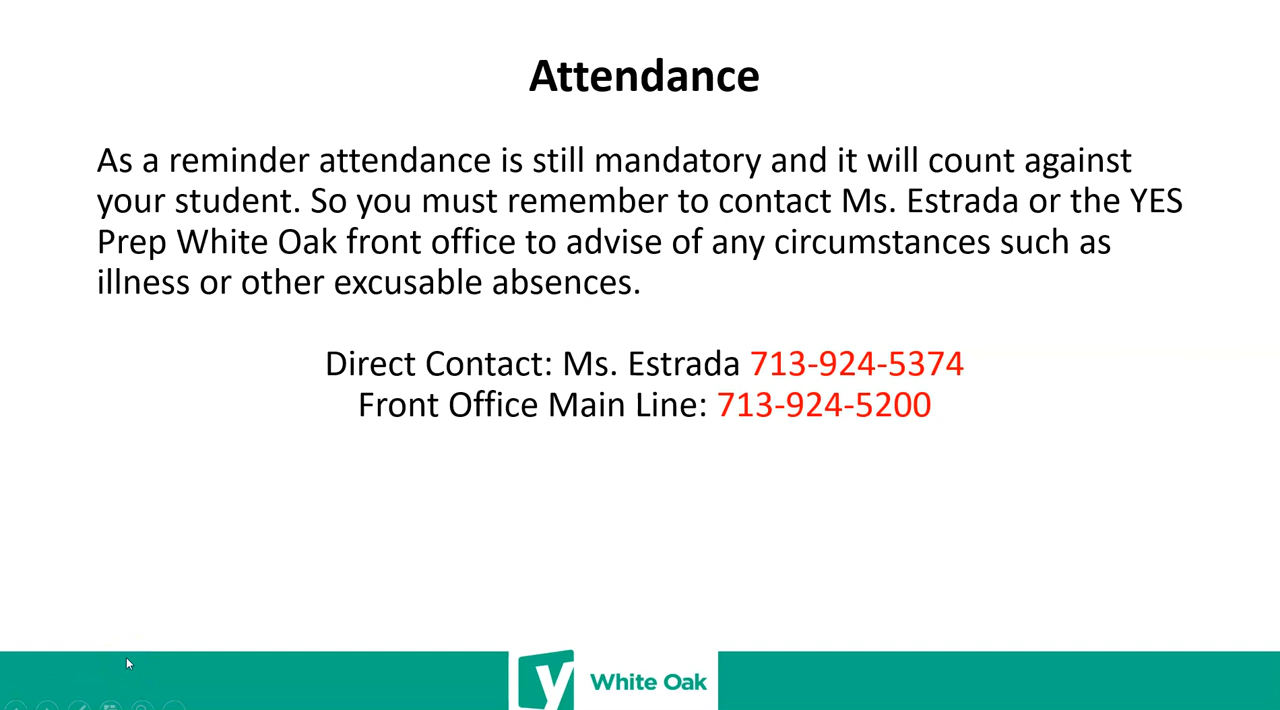 Attendance
As a reminder attendance is still mandatory and it will count against
your student. So you must remember to contact Ms. Estrada or the YES
Prep White Oak front office to advise of any circumstances such as
illness or other excusable absences.
Direct Contact: Ms. Estrada 713-924-5374
Front Office Main Line: 713-924-5200
y White Oak